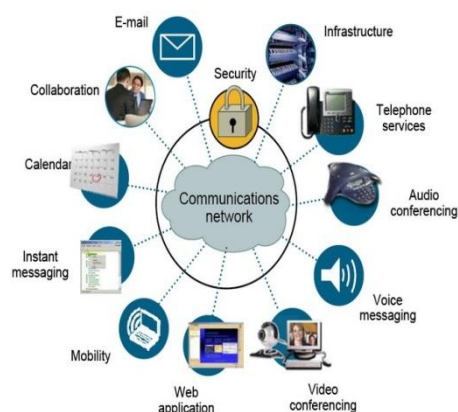 E-mail
Infrastructure
Security
Collaboration
Telephone
services
Calendar
Communications
network
Audio
conferencing
Instant
messaging
Voice
messaging
Mobility
Web
application
Video
conferencing